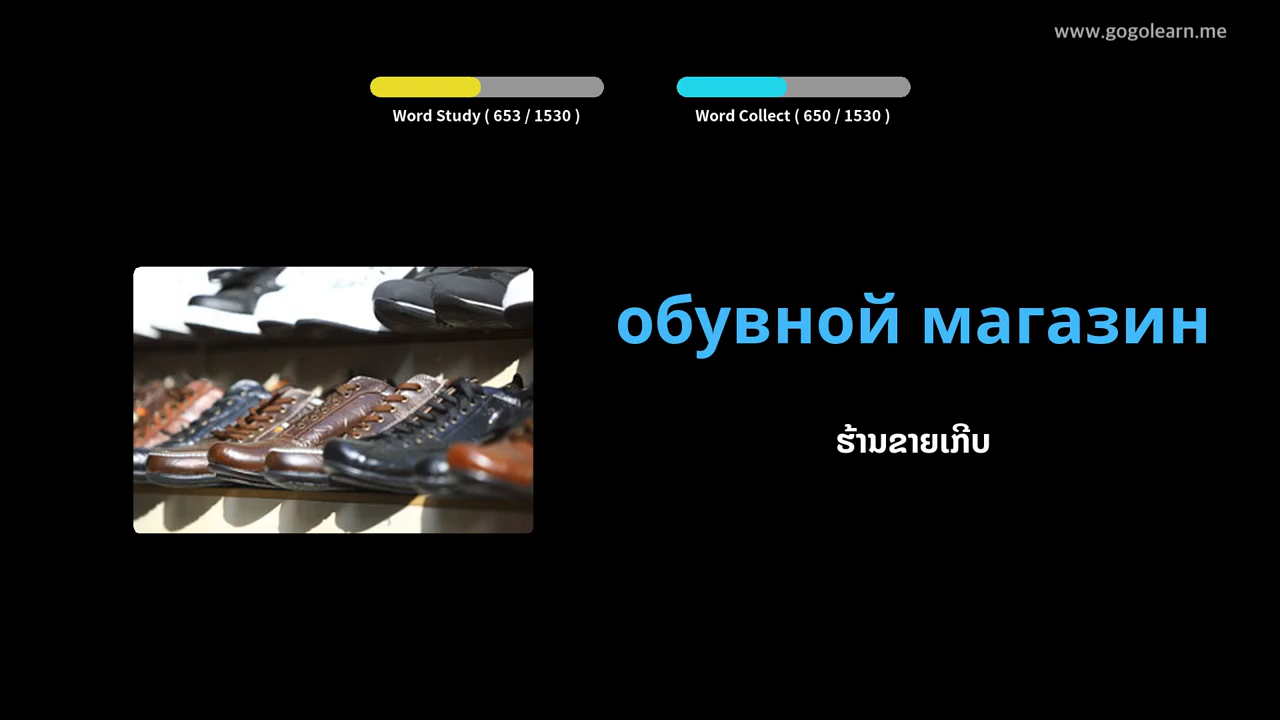 www.gogolearn.me
Word Study ( 653 / 1530 )
Word Collect ( 650 / 1530 )
обувной магазин
ຮ້ານຂາຍເກີບ